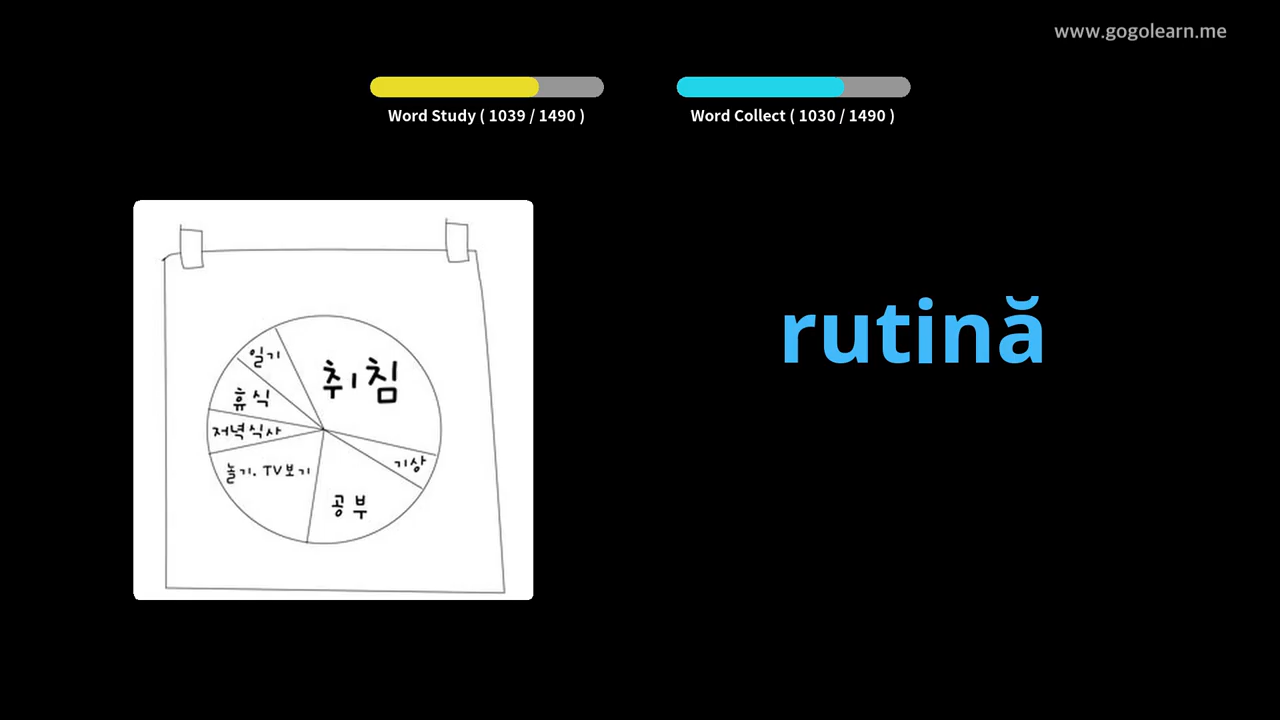 www.gogolearn.me
Word Study ( 1039 / 1490 )
Word Collect ( 1030 / 1490 )
일기
취침
휴식
저녁식사
기상
놀기. TV보기
공부
rutină